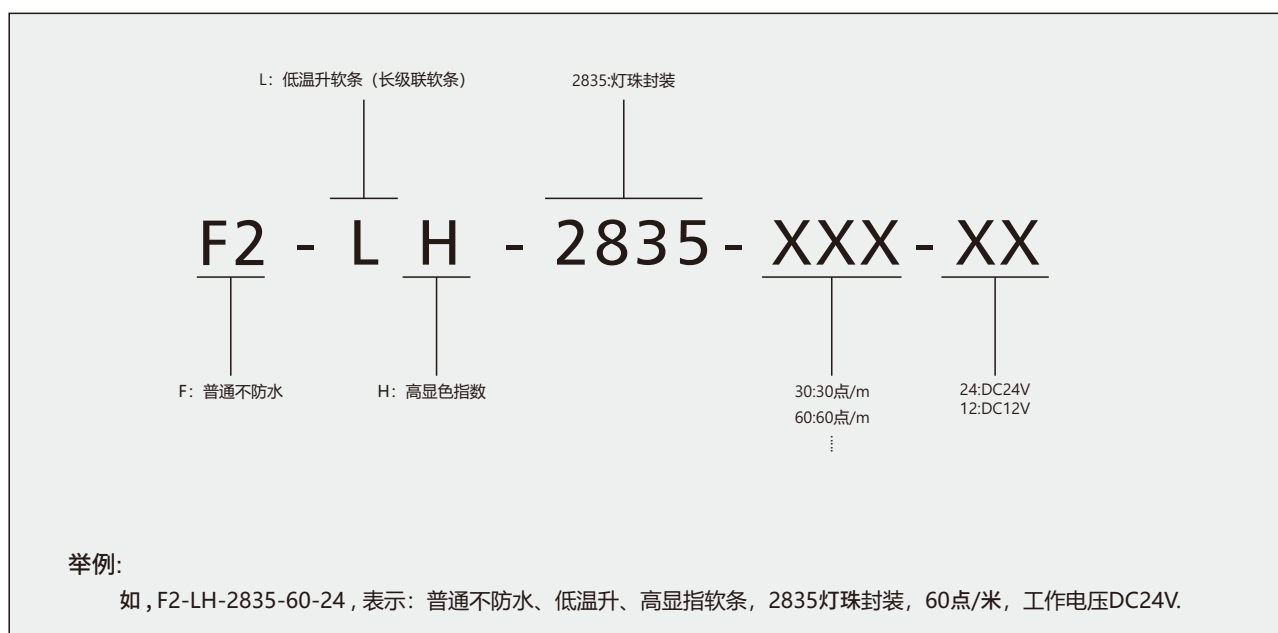 L：低温升软条（长级联软条）
2835:灯珠封装
F2 - L H - 2835 - XXX - XX
F：普通不防水
H：高显色指数
30:30点/m
60:60点/m
24:DC24V
12:DC12V
举例:
如 , F2-LH-2835-60-24 , 表示：普通不防水、低温升、高显指软条，2835灯珠封装，60点/米，工作电压DC24V.